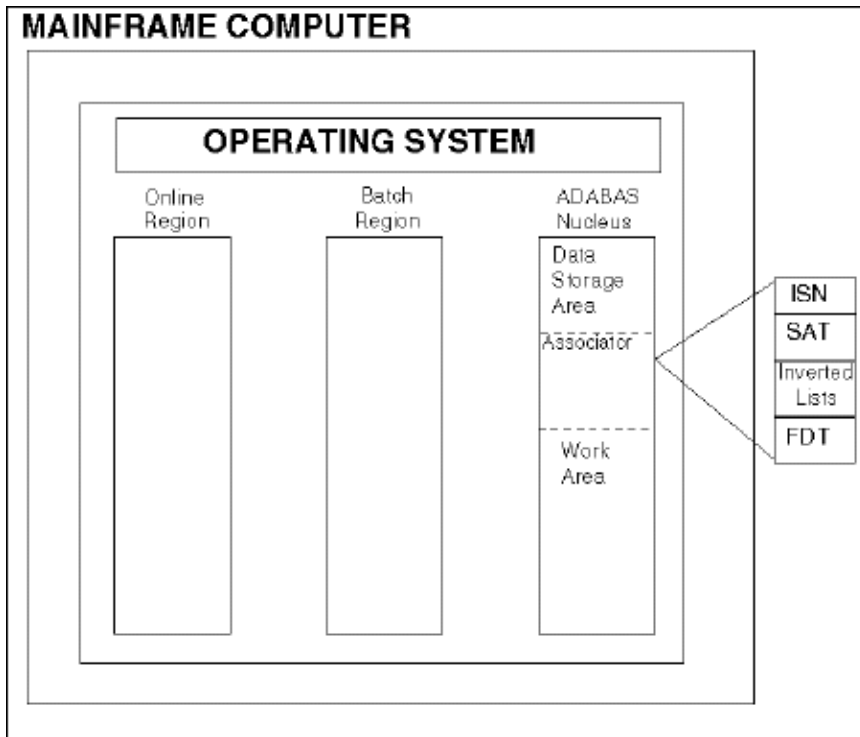 MAINFRAME COMPUTER
OPERATING SYSTEM
Online
Region
Batch
Region
ADABAS
Nucleus
Data
Storage
Area
Associator
Work
Area
ISN
SAT
Inverted
Lists
FDT